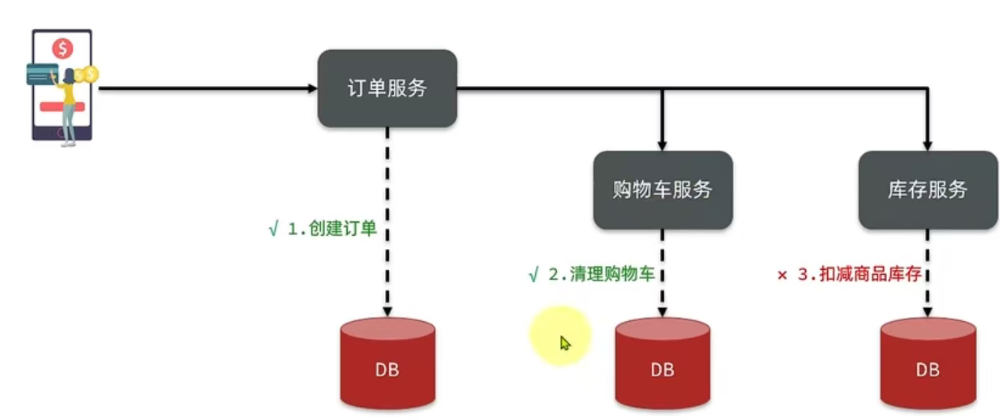 $
订单服务
购物车服务
库存服务
√ 1.创建订单
√ 2.清理购物车
× 3.扣减商品库存
DB
DB
DB